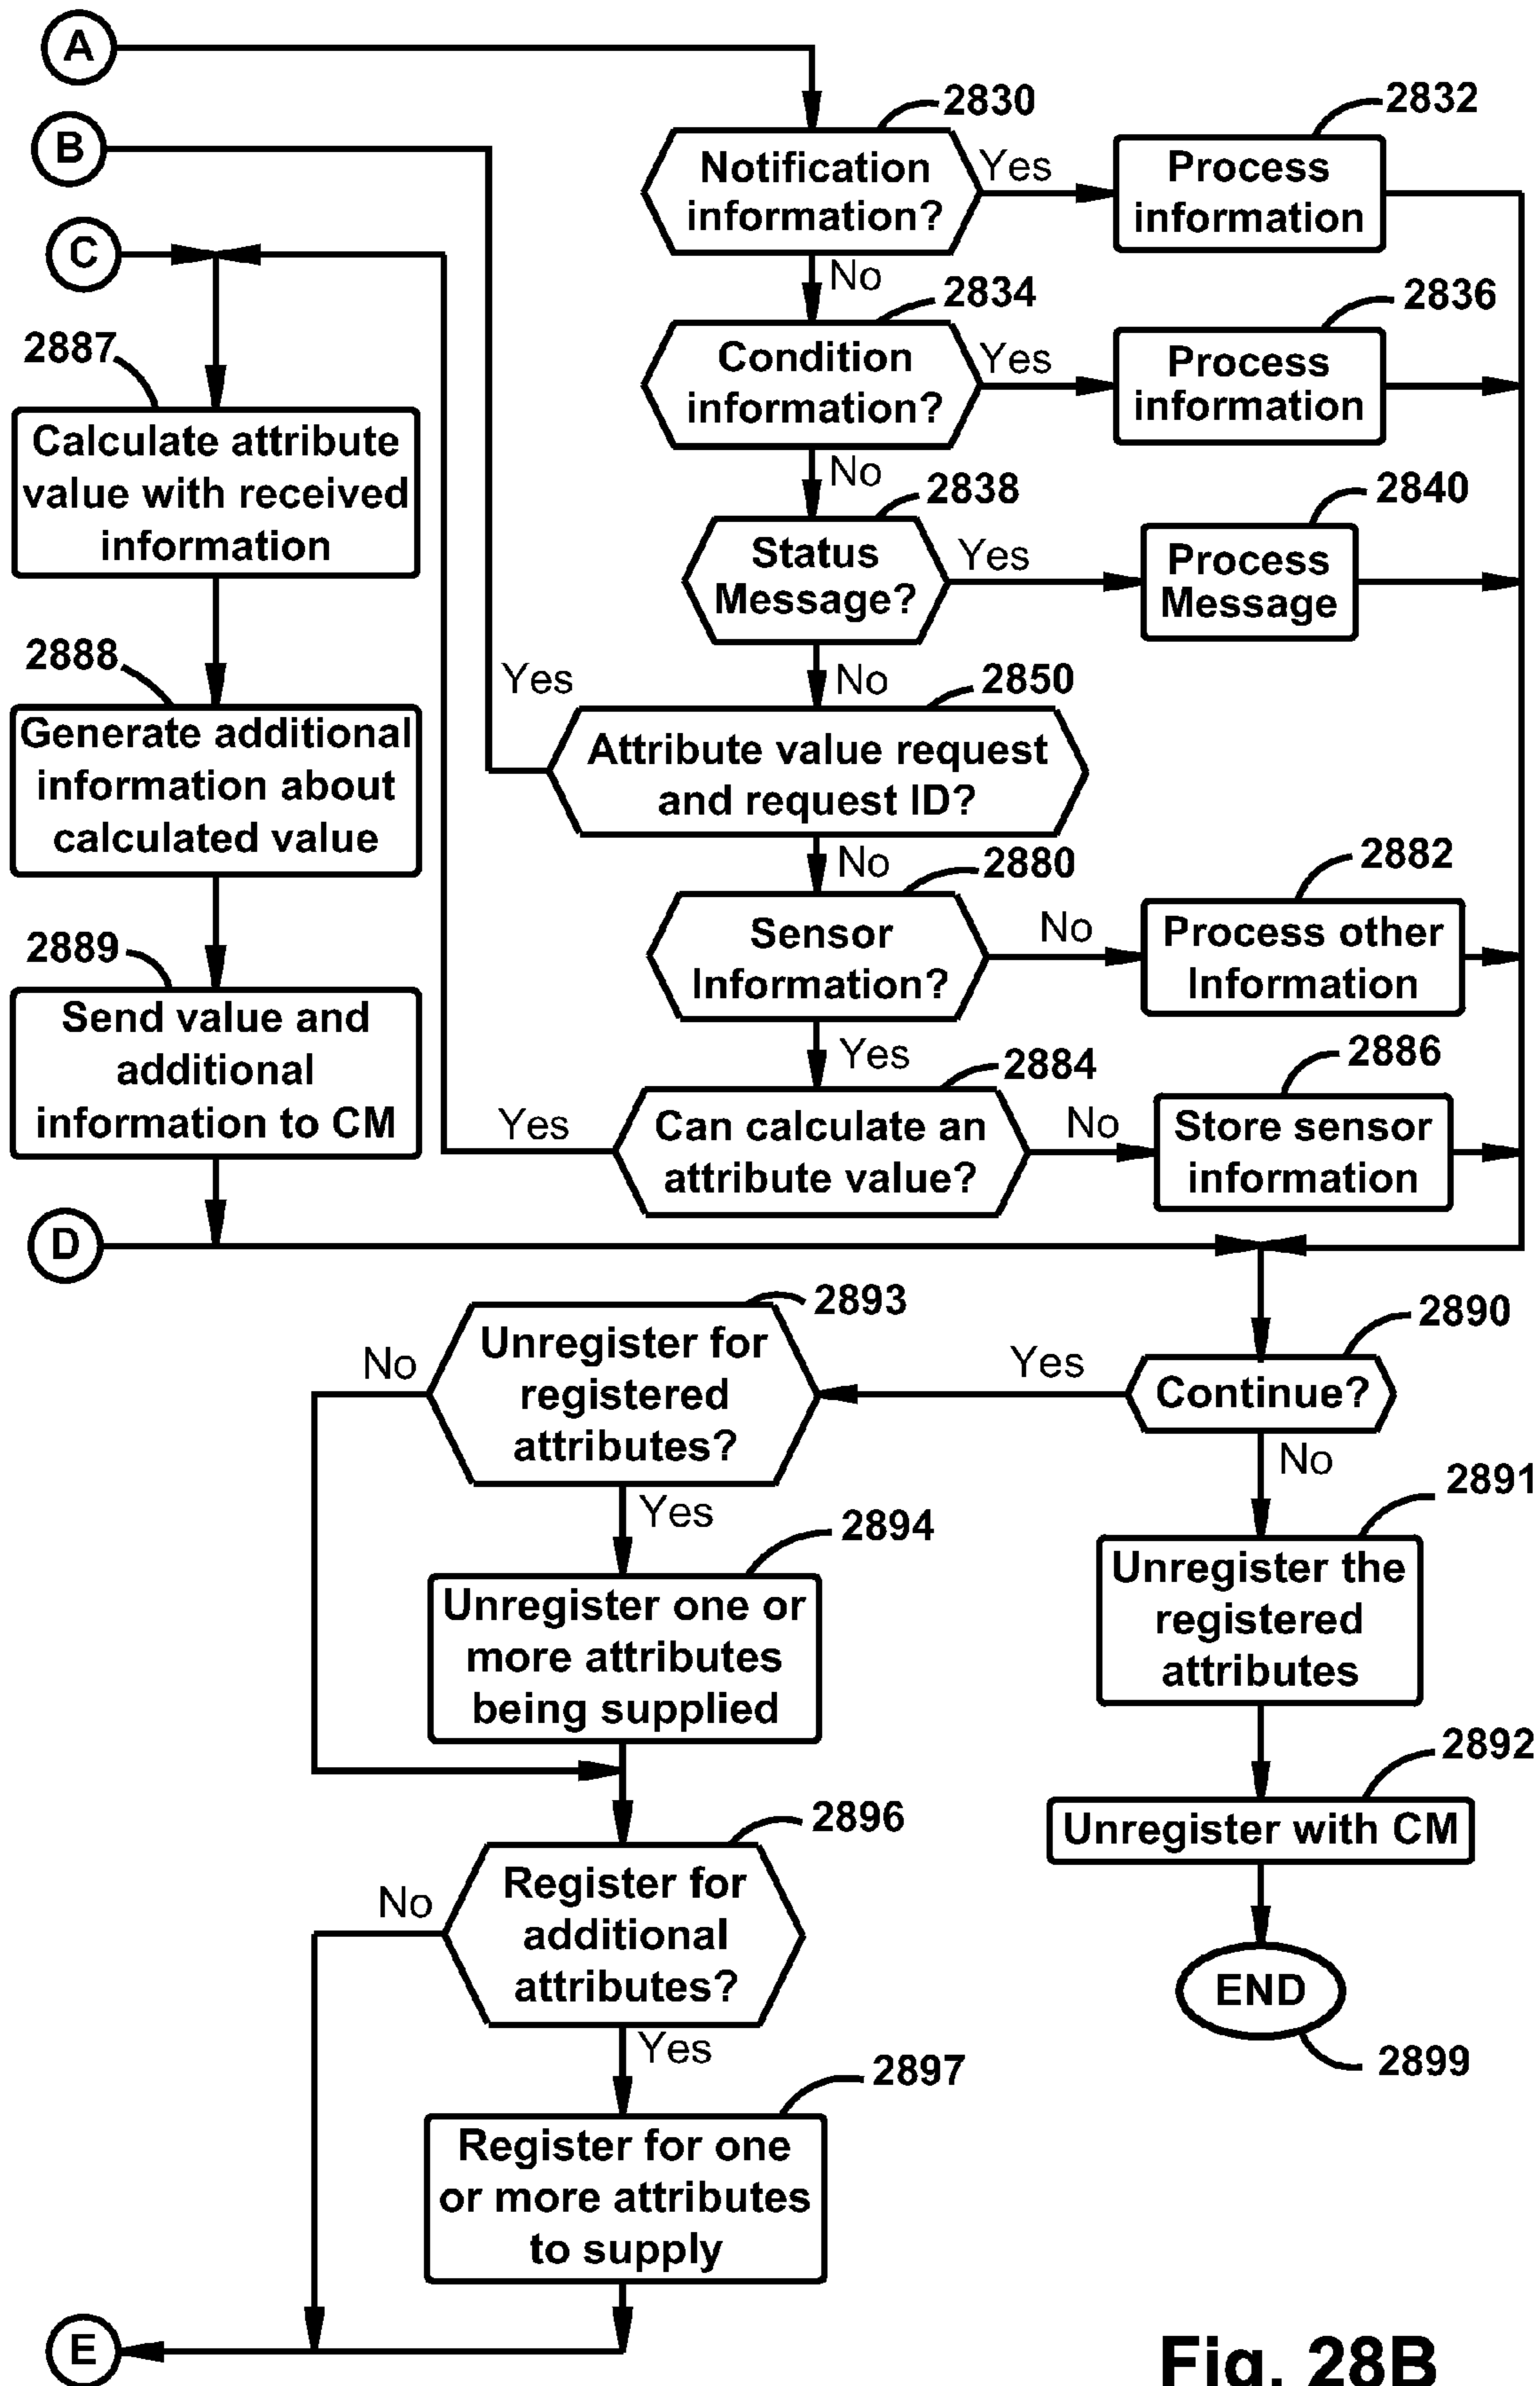 A
2830
2832
B
Notification
information?
Yes
Process
information
C
No
2834
2836
2887
Condition
information?
Yes
Process
information
Calculate attribute
value with received
information
No
2838
2840
Status
Message?
Yes
Process
Message
2888
Yes
No
2850
Generate additional
information about
calculated value
Attribute value request
and request ID?
No
2880
2882
2889
Sensor
Information?
No
Process other
Information
Send value and
additional
information to CM
Yes
2884
2886
Yes
Can calculate an
attribute value?
No
Store sensor
information
D
2893
2890
No
Unregister for
registered
attributes?
Yes
Continue?
No
2891
Yes
2894
Unregister the
registered
attributes
Unregister one or
more attributes
being supplied
2892
2896
Unregister with CM
No
Register for
additional
attributes?
END
Yes
2899
2897
Register for one
or more attributes
to supply
E
Fig. 28B